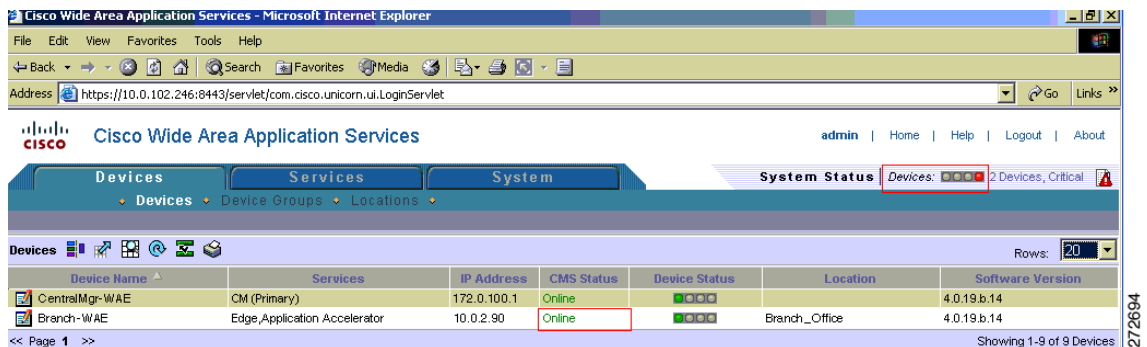 Cisco Wide Area Application Services - Microsoft Internet Explorer
File Edit View Favorites Tools Help
Back Search Favorites Media
Address https://10.0.102.246:8443/servlet/com.cisco.unicorn.ui.LoginServlet Go Links »
CISCO Cisco Wide Area Application Services admin | Home | Help | Logout | About
Devices Services System System Status Devices: 2 Devices, Critical
Devices Device Groups Locations
Devices Rows: 20
Device Name Services IP Address CMS Status Device Status Location Software Version
CentralMgr-WAE CM (Primary) 172.0.100.1 Online 4.0.19.b.14
Branch-WAE Edge,Application Accelerator 10.0.2.90 Online Branch_Office 4.0.19.b.14
<< Page 1 >> Showing 1-9 of 9 Devices
272694